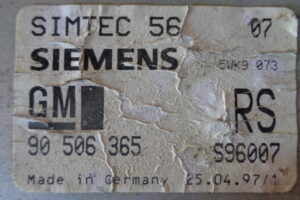 SIMTEC 56 07
SIEMENS 5WK9 073
GM RS
90 506 365 S96007
Made in Germany 25.04.97/